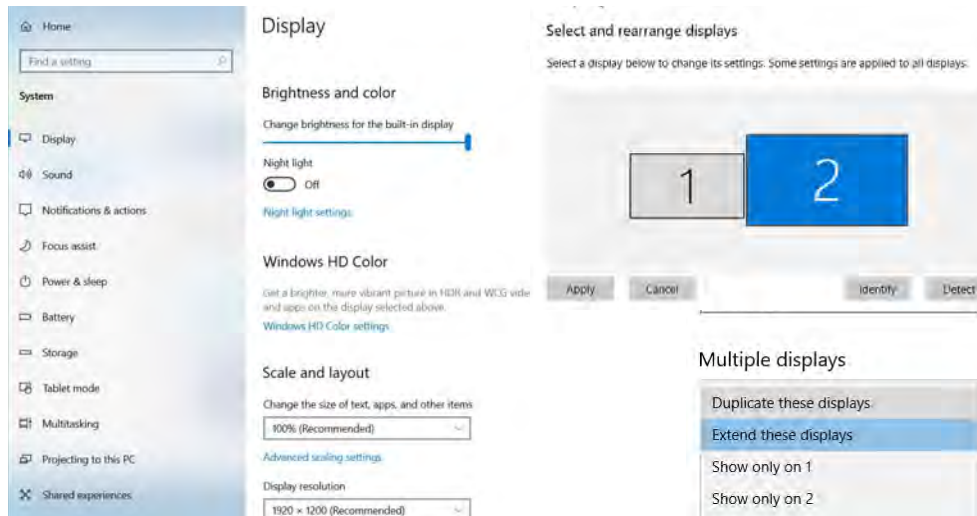 Home
Find a setting
System
Display
Sound
Notifications & actions
Focus assist
Power & sleep
Battery
Storage
Tablet mode
Multitasking
Projecting to this PC
Shared experiences
Display
Brightness and color
Change brightness for the built-in display
Night light
Off
Night light settings
Windows HD Color
Get a brighter, more vibrant picture in HDR and WCG vide
and apps on the display selected above.
Windows HD Color settings
Scale and layout
Change the size of text, apps, and other items
100% (Recommended)
Advanced scaling settings
Display resolution
1920 × 1200 (Recommended)
Select and rearrange displays
Select a display below to change its settings. Some settings are applied to all displays.
1
2
Apply
Cancel
Identify
Detect
Multiple displays
Duplicate these displays
Extend these displays
Show only on 1
Show only on 2